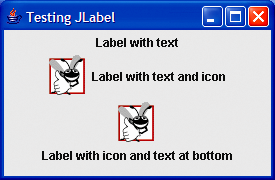 Testing JLabel
Label with text
Label with text and icon
Label with icon and text at bottom